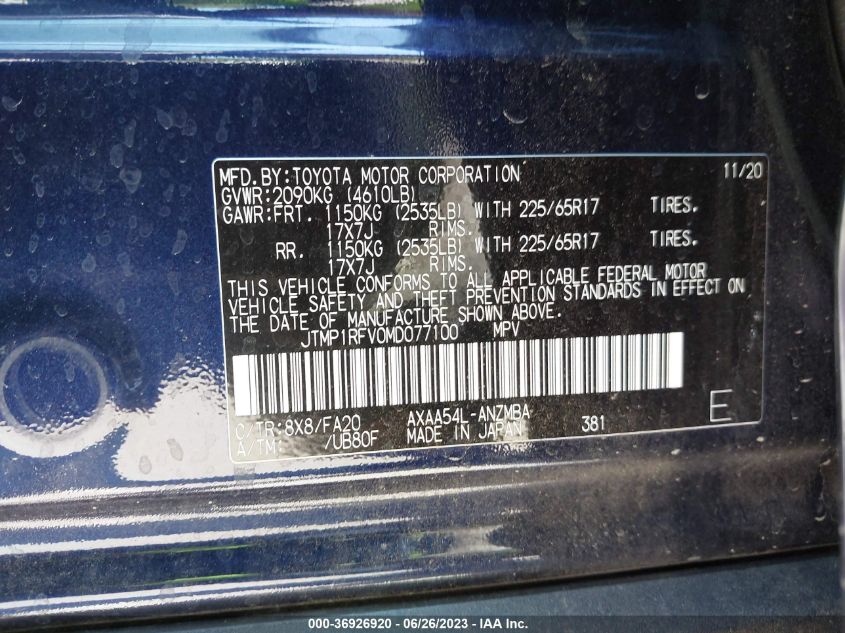 MFD.BY:TOYOTA MOTOR CORPORATION 11/20
GVWR:2090KG (4610LB)
GAWR:FRT. 1150KG (2535LB) WITH 225/65R17 TIRES.
17X7J RIMS.
RR. 1150KG (2535LB) WITH 225/65R17 TIRES.
17X7J RIMS.
THIS VEHICLE CONFORMS TO ALL APPLICABLE FEDERAL MOTOR
VEHICLE SAFETY AND THEFT PREVENTION STANDARDS IN EFFECT ON
THE DATE OF MANUFACTURE SHOWN ABOVE.
JTMP1RFV0MD077100 MPV
C/TR:8X8/FA20 AXAA54L-ANZMBA
A/TM: /UB80F MADE IN JAPAN 381 E
000-36926920 - 06/26/2023 - © IAA Inc.